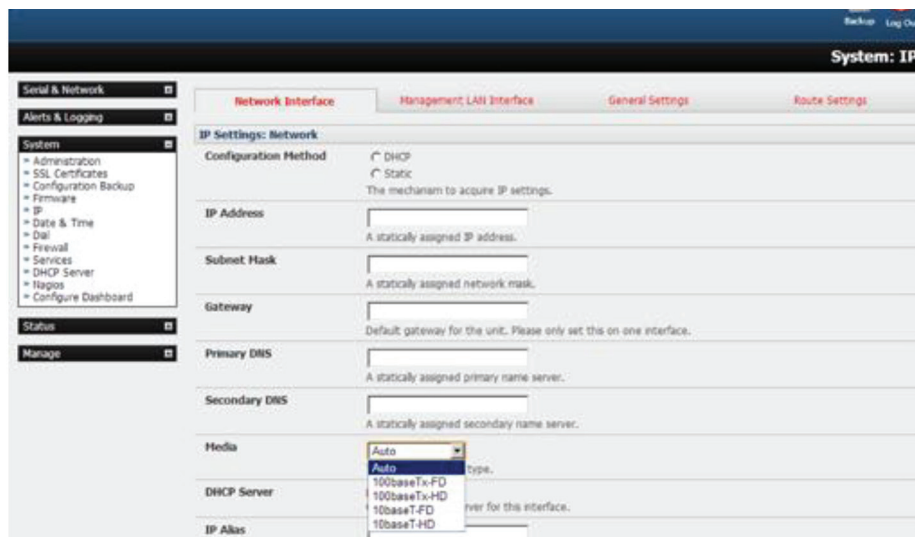 Backup
Log Ou
System: IP
Serial & Network
Alerts & Logging
System
Administration
SSL Certificates
Configuration Backup
Firmware
IP
Date & Time
Dial
Firewall
Services
DHCP Server
Nagios
Configure Dashboard
Status
Manage
Network Interface
Management LAN Interface
General Settings
Route Settings
IP Settings: Network
Configuration Method
DHCP
Static
The mechanism to acquire IP settings.
IP Address
A statically assigned IP address.
Subnet Mask
A statically assigned network mask.
Gateway
Default gateway for the unit. Please only set this on one interface.
Primary DNS
A statically assigned primary name server.
Secondary DNS
A statically assigned secondary name server.
Media
Auto
Auto
type.
100baseTx-FD
100baseTx-HD
10baseT-FD
10baseT-HD
DHCP Server
rver for this interface.
IP Alias